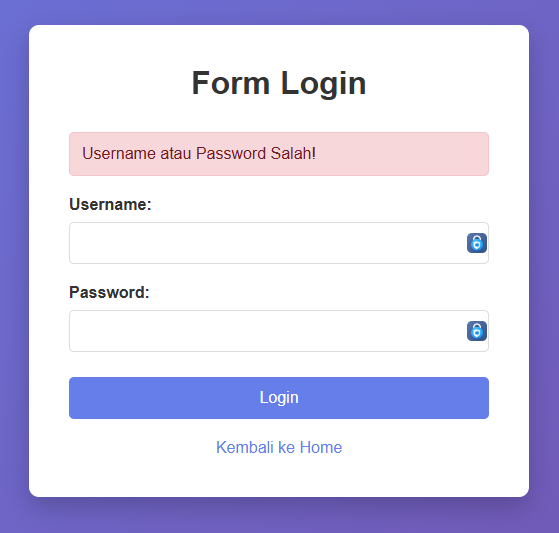 Form Login
Username atau Password Salah!
Username:
Password:
Login
Kembali ke Home